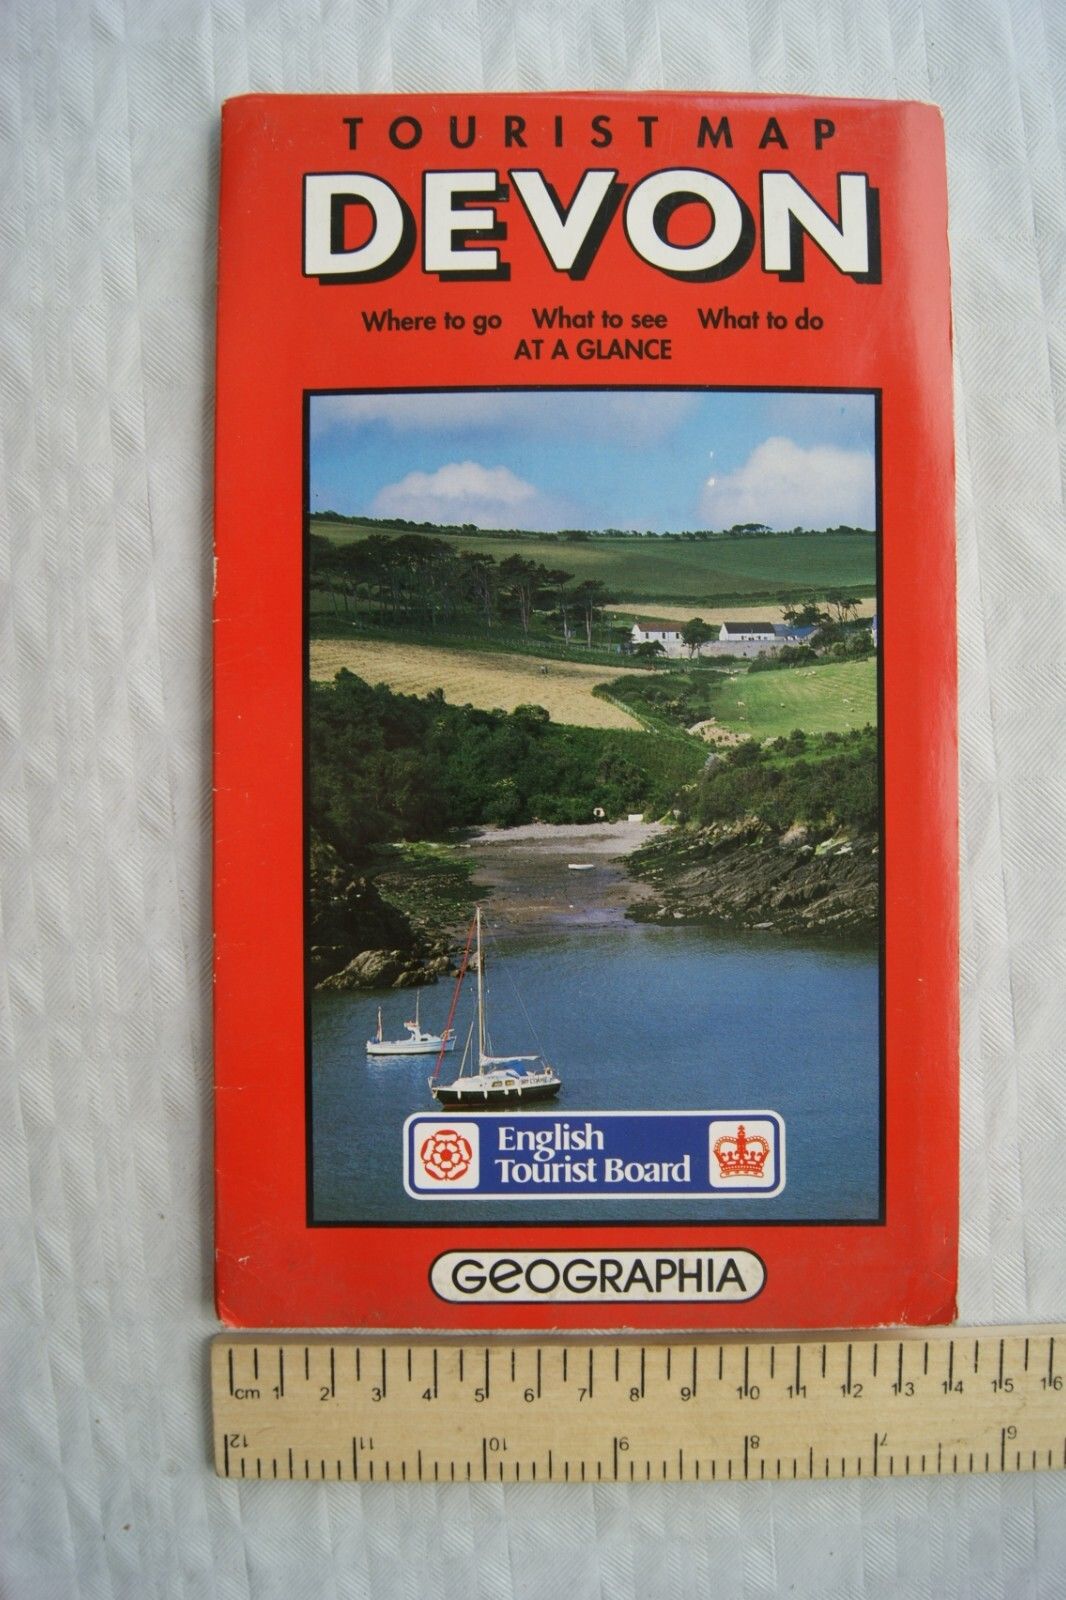 TOURIST MAP
DEVON
Where to go What to see What to do
AT A GLANCE
English
Tourist Board
GEOGRAPHIA
cm 1 2 3 4 5 6 7 8 9 10 11 12 13 14 15 16
12 11 10 9 8 7 6